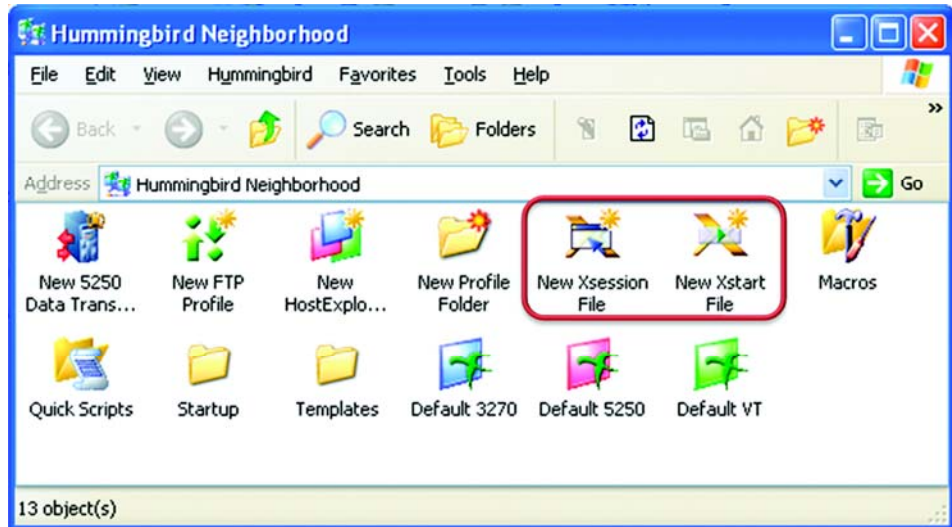 Hummingbird Neighborhood
File Edit View Hummingbird Favorites Tools Help
Back Search Folders »
Address Hummingbird Neighborhood Go
New 5250 Data Trans...
New FTP Profile
New HostExplo...
New Profile Folder
New Xsession File
New Xstart File
Macros
Quick Scripts
Startup
Templates
Default 3270
Default 5250
Default VT
13 object(s)